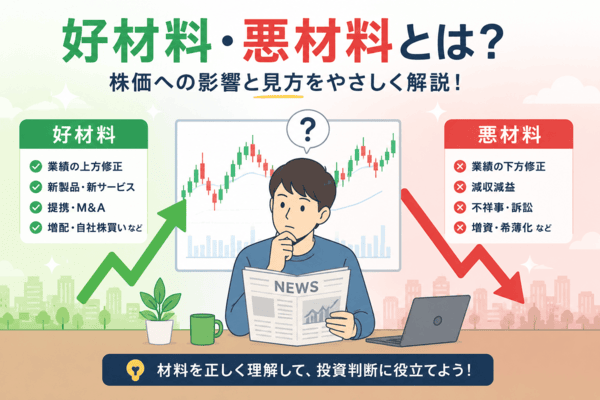 好材料・悪材料とは?
株価への影響と見方をやさしく解説!
好材料
業績の上方修正
新製品・新サービス
提携・M&A
増配・自社株買いなど
?
NEWS
悪材料
業績の下方修正
減収減益
不祥事・訴訟
増資・希薄化 など
材料を正しく理解して、投資判断に役立てよう!